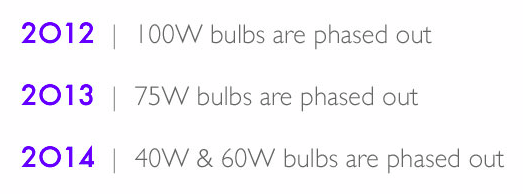 2012 | 100W bulbs are phased out
2013 | 75W bulbs are phased out
2014 | 40W & 60W bulbs are phased out